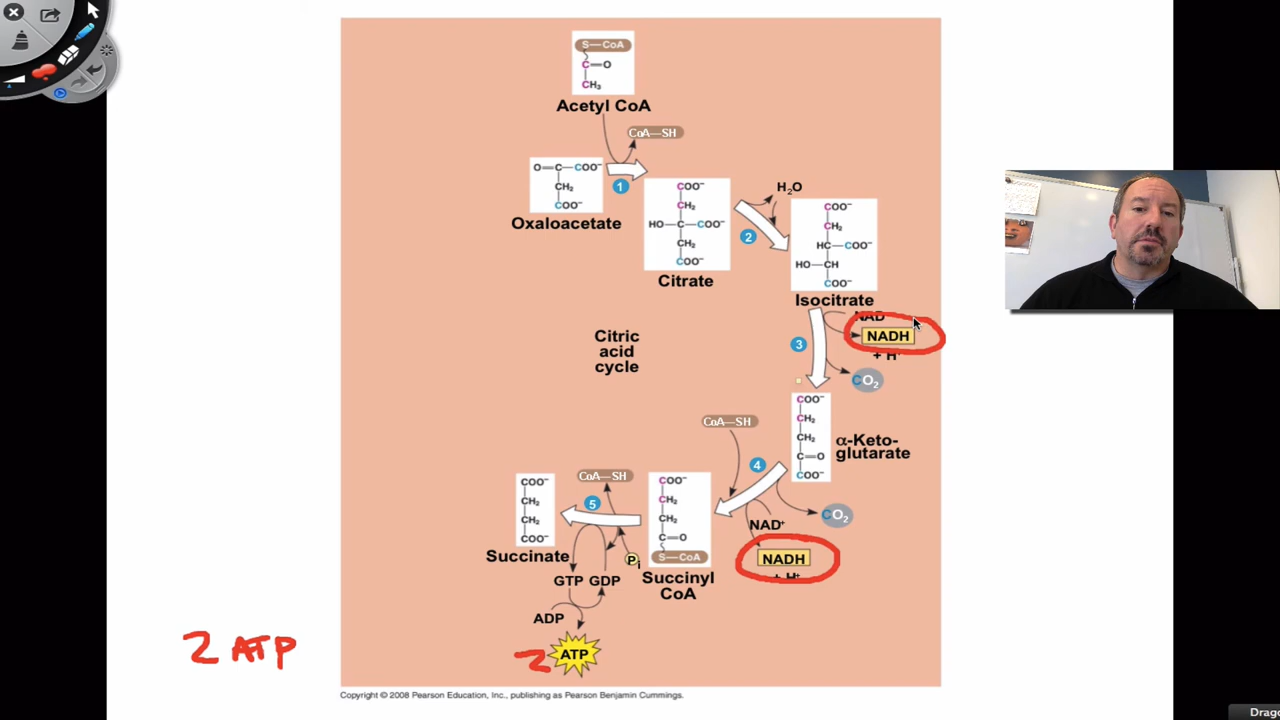 S—CoA
C═O
CH₃
Acetyl CoA
CoA—SH
O═C—COO⁻
CH₂
COO⁻
Oxaloacetate
1
COO⁻
CH₂
HO—C—COO⁻
CH₂
COO⁻
Citrate
2
H₂O
COO⁻
CH₂
HC—COO⁻
HO—CH
COO⁻
Isocitrate
NAD
NADH
+ H⁺
3
CO₂
Citric
acid
cycle
COO⁻
CH₂
CH₂
C═O
COO⁻
α-Keto-
glutarate
CoA—SH
4
CO₂
NAD⁺
NADH
+ H⁺
COO⁻
CH₂
CH₂
C═O
S—CoA
Succinyl
CoA
CoA—SH
5
Pi
COO⁻
CH₂
CH₂
COO⁻
Succinate
GTP GDP
ADP
2 ATP
2 ATP
Copyright © 2008 Pearson Education, Inc., publishing as Pearson Benjamin Cummings.